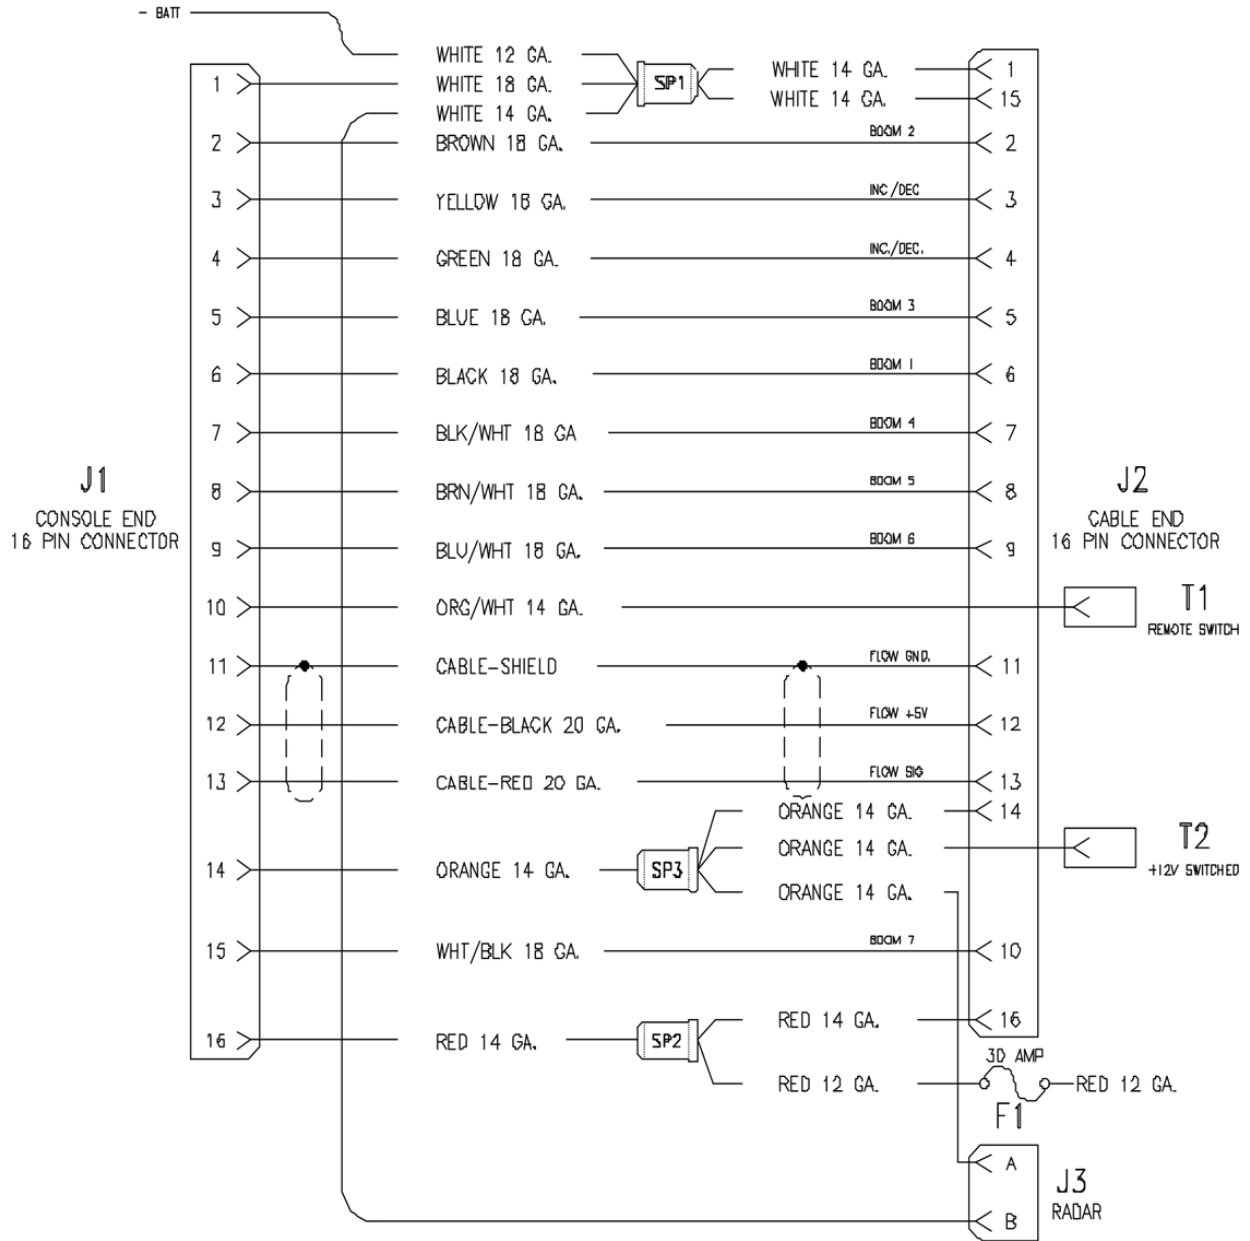 - BATT
WHITE 12 GA.
1 WHITE 18 GA. SP1 WHITE 14 GA. 1
WHITE 14 GA. WHITE 14 GA. 15
2 BROWN 18 GA. BOOM 2 2
3 YELLOW 18 GA. INC/DEC 3
4 GREEN 18 GA. INC./DEC. 4
5 BLUE 18 GA. BOOM 3 5
6 BLACK 18 GA. BOOM 1 6
7 BLK/WHT 18 GA BOOM 4 7
J1
CONSOLE END
16 PIN CONNECTOR
8 BRN/WHT 18 GA. BOOM 5 8
9 BLU/WHT 18 GA. BOOM 6 9
J2
CABLE END
16 PIN CONNECTOR
10 ORG/WHT 14 GA. T1
REMOTE SWITCH
11 CABLE-SHIELD FLOW GND. 11
12 CABLE-BLACK 20 GA. FLOW +5V 12
13 CABLE-RED 20 GA. FLOW SIG 13
ORANGE 14 GA. 14
ORANGE 14 GA. T2
+12V SWITCHED
14 ORANGE 14 GA. SP3
ORANGE 14 GA.
15 WHT/BLK 18 GA. BOOM 7 10
RED 14 GA. 16
16 RED 14 GA. SP2
30 AMP
RED 12 GA. RED 12 GA.
F1
A
J3
RADAR
B